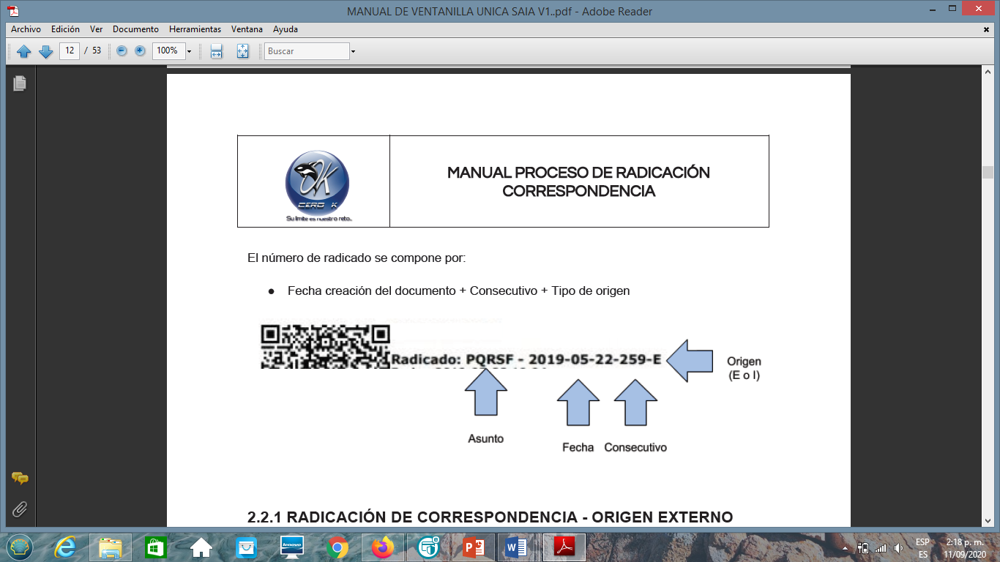 MANUAL DE VENTANILLA UNICA SAIA V1..pdf - Adobe Reader
Archivo Edición Ver Documento Herramientas Ventana Ayuda
12 / 53 100% Buscar
OK
CERO K
Su límite es nuestro reto..
MANUAL PROCESO DE RADICACIÓN
CORRESPONDENCIA
El número de radicado se compone por:
● Fecha creación del documento + Consecutivo + Tipo de origen
Radicado: PQRSF - 2019-05-22-259-E
Origen
(E o I)
Asunto
Fecha Consecutivo
2.2.1 RADICACIÓN DE CORRESPONDENCIA - ORIGEN EXTERNO
lenovo
ESP
ES
2:18 p. m.
11/09/2020